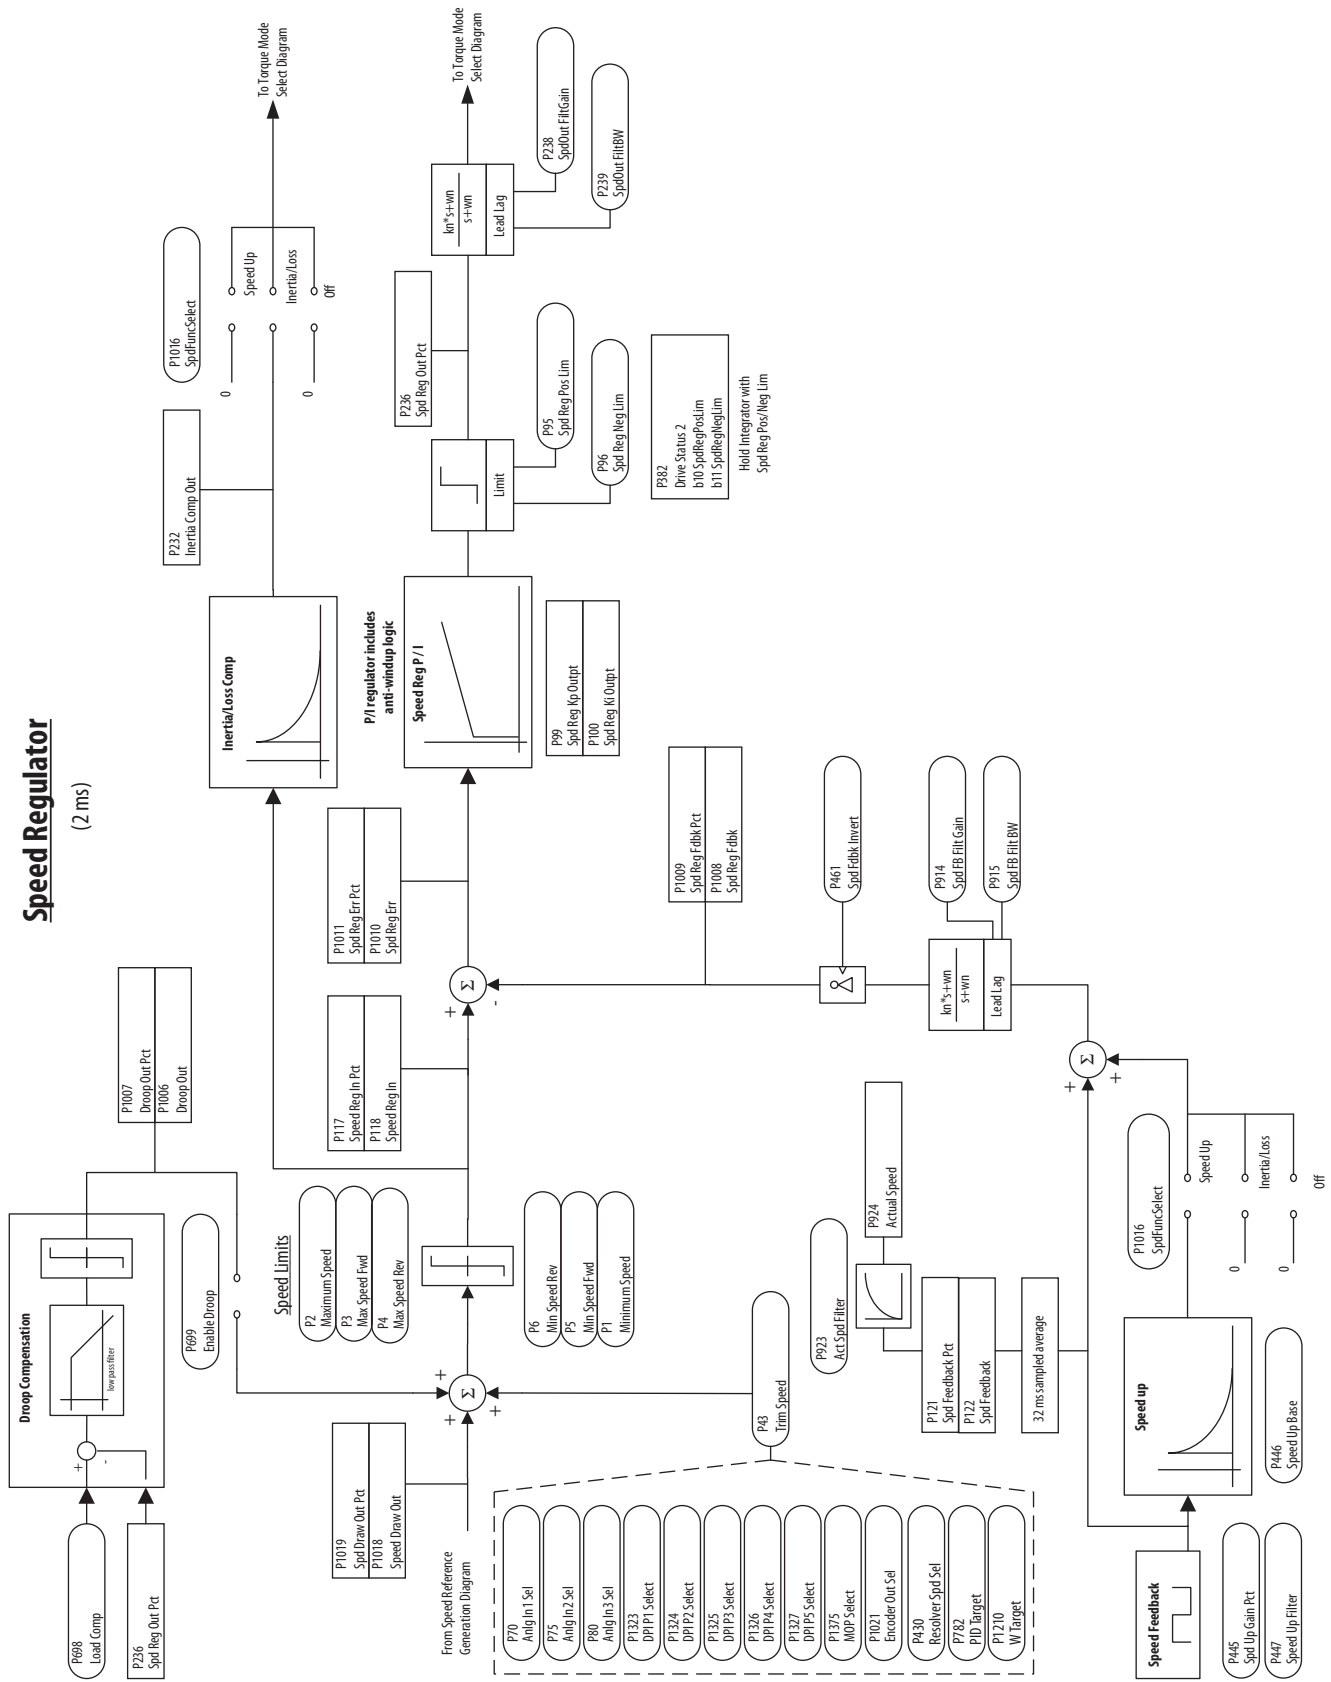 Speed Regulator
(2 ms)
Droop Compensation
+
-
low pass filter
P698
Load Comp
P236
Spd Reg Out Pct
P1007
Droop Out Pct
P1006
Droop Out
P699
Enable Droop
P1019
Spd Draw Out Pct
P1018
Speed Draw Out
From Speed Reference
Generation Diagram
+
+
+
Σ
Speed Limits
P2
Maximum Speed
P3
Max Speed Fwd
P4
Max Speed Rev
P6
Min Speed Rev
P5
Min Speed Fwd
P1
Minimum Speed
P117
Speed Reg In Pct
P118
Speed Reg In
+
-
Σ
P1011
Spd Reg Err Pct
P1010
Spd Reg Err
Inertia/Loss Comp
P232
Inertia Comp Out
P1016
SpdFuncSelect
0
Speed Up
Inertia/Loss
0
Off
To Torque Mode
Select Diagram
P/I regulator includes
anti-windup logic
Speed Reg P / I
P99
Spd Reg Kp Outpt
P100
Spd Reg Ki Outpt
Limit
P236
Spd Reg Out Pct
P95
Spd Reg Pos Lim
P96
Spd Reg Neg Lim
P382
Drive Status 2
b10 SpdRegPosLim
b11 SpdRegNegLim
Hold Integrator with
Spd Reg Pos/Neg Lim
kn*s+wn
s+wn
Lead Lag
P238
SpdOut FiltGain
P239
SpdOut FiltBW
To Torque Mode
Select Diagram
P43
Trim Speed
P70
Anlg In1 Sel
P75
Anlg In2 Sel
P80
Anlg In3 Sel
P1323
DPI P1 Select
P1324
DPI P2 Select
P1325
DPI P3 Select
P1326
DPI P4 Select
P1327
DPI P5 Select
P1375
MOP Select
P1021
Encoder Out Sel
P430
Resolver Spd Sel
P782
PID Target
P1210
W Target
P1009
Spd Reg Fdbk Pct
P1008
Spd Reg Fdbk
P461
Spd Fdbk Invert
kn*s+wn
s+wn
Lead Lag
P914
Spd FB Filt Gain
P915
Spd FB Filt BW
P923
Act Spd Filter
P924
Actual Speed
P121
Spd Feedback Pct
P122
Spd Feedback
32 ms sampled average
+
+
Σ
Speed Feedback
P445
Spd Up Gain Pct
P447
Speed Up Filter
Speed up
P446
Speed Up Base
P1016
SpdFuncSelect
Speed Up
0
Inertia/Loss
0
Off